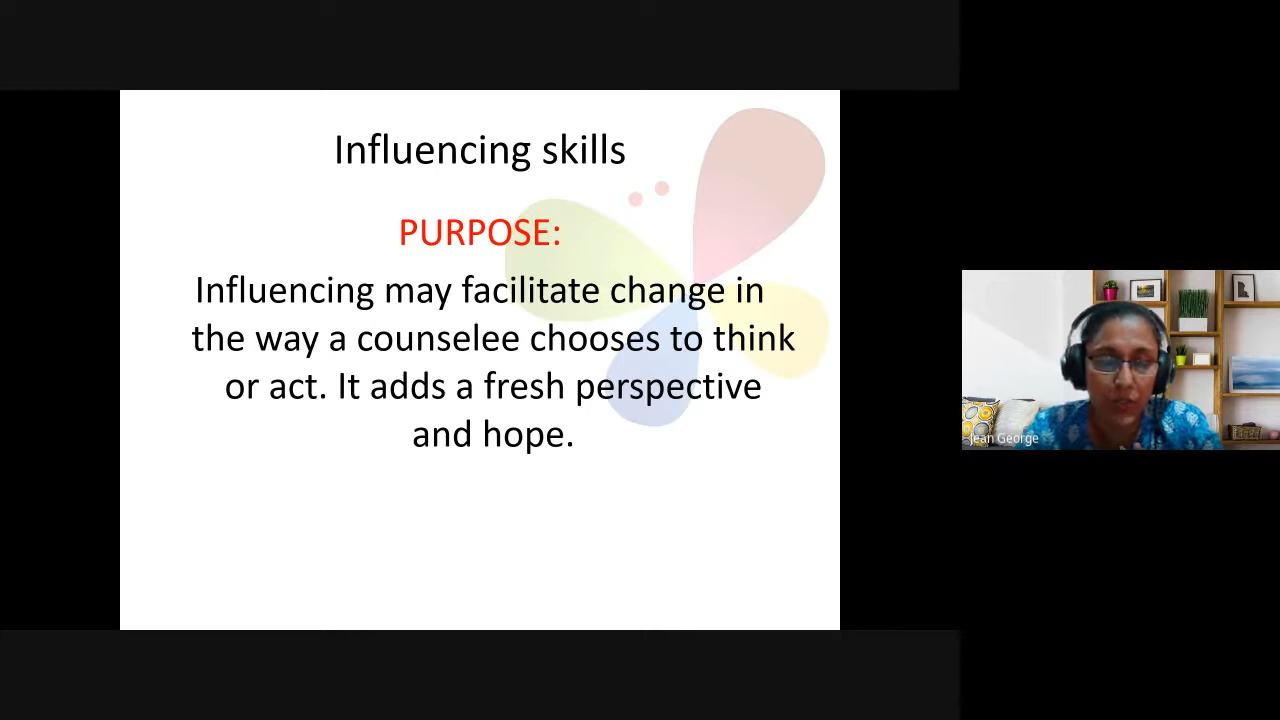 Influencing skills
PURPOSE:
Influencing may facilitate change in
the way a counselee chooses to think
or act. It adds a fresh perspective
and hope.
Jean George